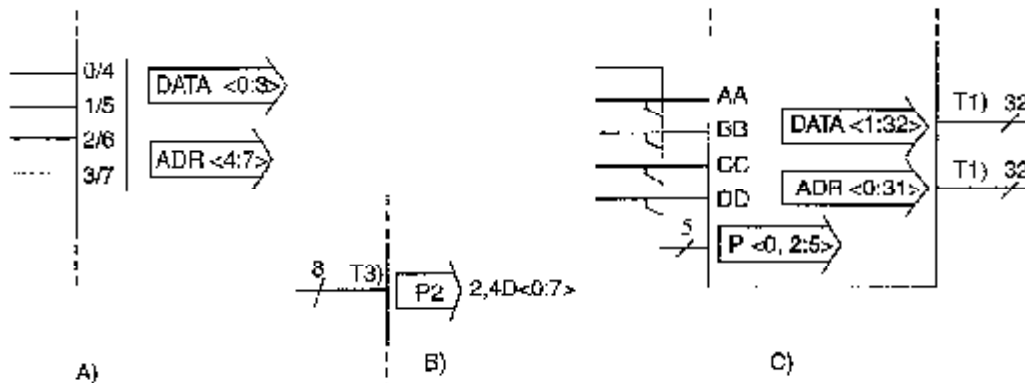 0/4
1/5
2/6
3/7
DATA <0:3>
ADR <4:7>
A)
8
T3)
P2
2,4D<0:7>
B)
AA
BB
CC
DD
5
DATA <1:32>
ADR <0:31>
P <0, 2:5>
T1) 32
T1) 32
C)